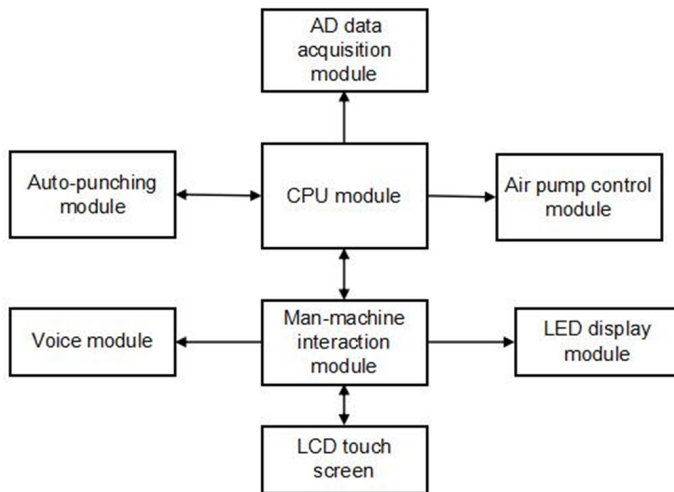 AD data
acquisition
module
Auto-punching
module
CPU module
Air pump control
module
Voice module
Man-machine
interaction
module
LED display
module
LCD touch
screen